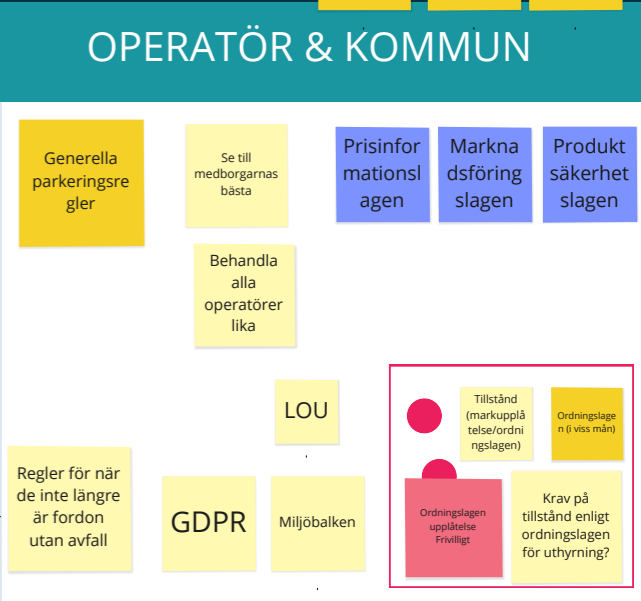 OPERATÖR & KOMMUN
Generella
parkeringsre
gler
Se till
medborgarnas
bästa
Prisinfor
mationsl
agen
Markna
dsföring
slagen
Produkt
säkerhet
slagen
Behandla
alla
operatörer
lika
LOU
Tillstånd
(markupplå
telse/ordni
ngslagen)
Ordningslage
n (i viss mån)
Regler för när
de inte längre
är fordon
utan avfall
GDPR
Miljöbalken
Ordningslagen
upplåtelse
Frivilligt
Krav på
tillstånd enligt
ordningslagen
för uthyrning?